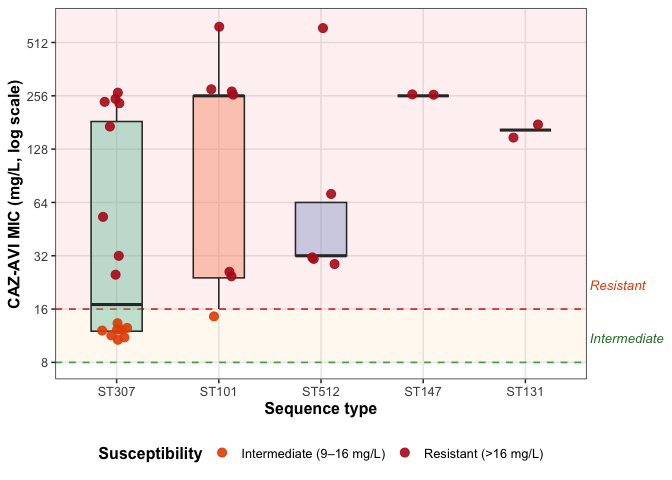 CAZ-AVI MIC (mg/L, log scale)
512
256
128
64
32
16
8
Resistant
Intermediate
ST307 ST101 ST512 ST147 ST131
Sequence type
Susceptibility Intermediate (9–16 mg/L) Resistant (>16 mg/L)